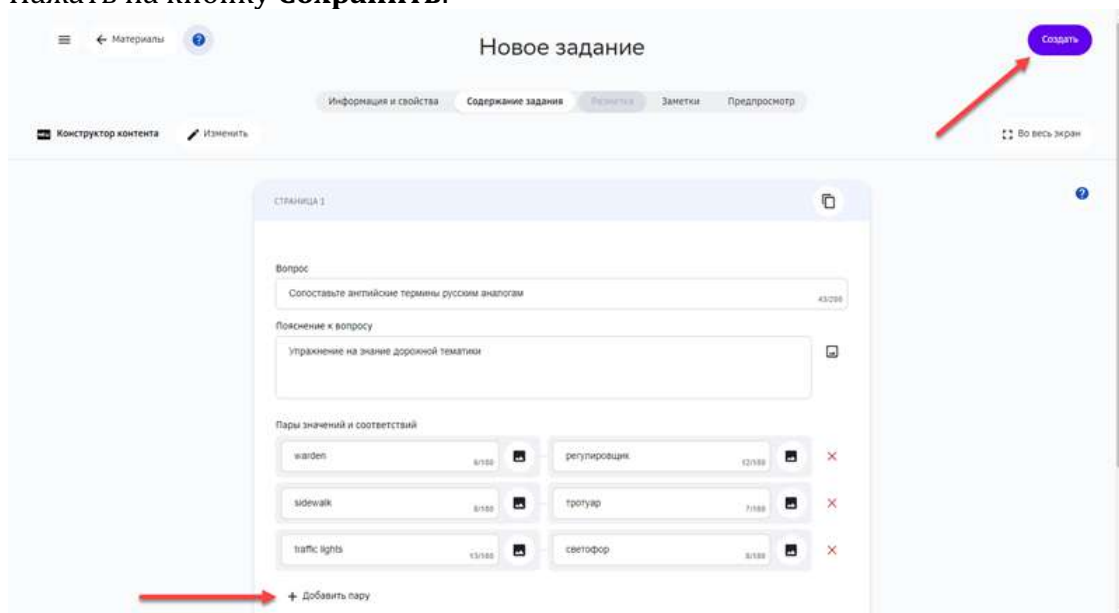 Нажать на кнопку Сохранить.
← Материалы
Новое задание
Создать
Информация и свойства Содержание задания Разметка Заметки Предпросмотр
Конструктор контента Изменить Во весь экран
СТРАНИЦА 1
Вопрос
Сопоставьте английские термины русским аналогам
43/200
Пояснение к вопросу
Упражнение на знание дорожной тематики
Пары значений и соответствий
warden 6/100 регулировщик 12/100
sidewalk 8/100 тротуар 7/100
traffic lights 13/100 светофор 8/100
+ Добавить пару